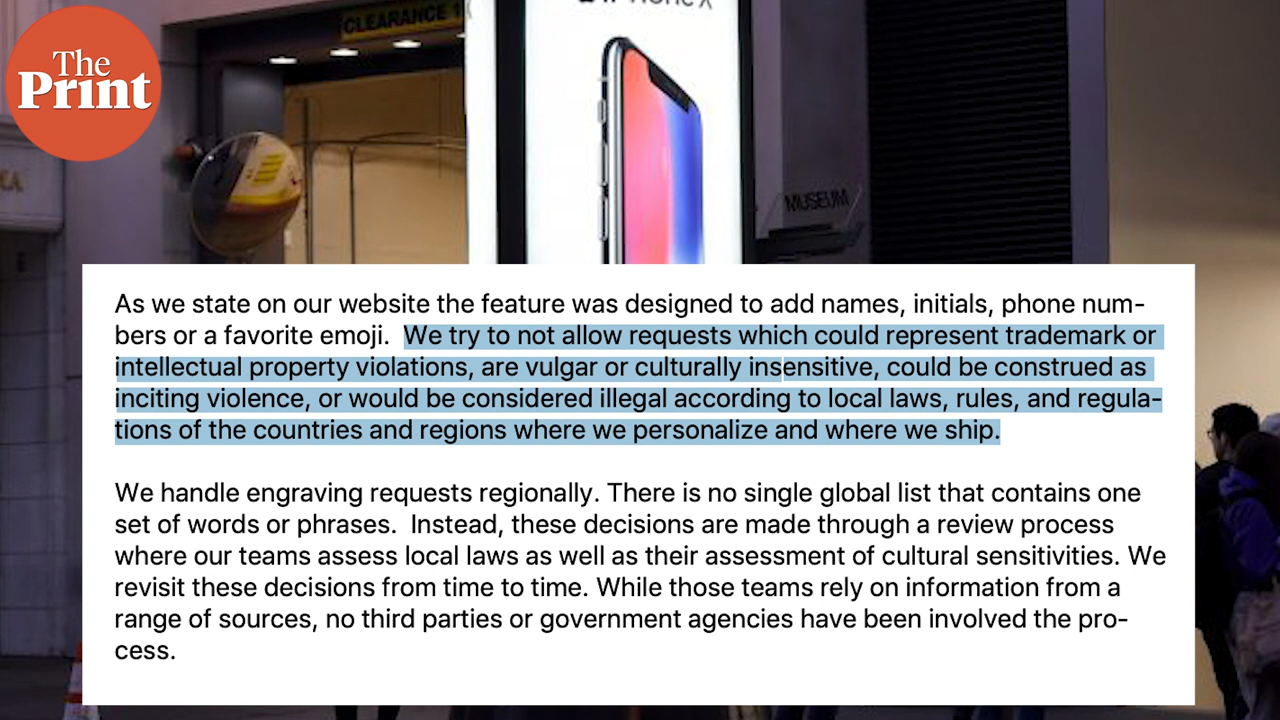 The
Print
CLEARANCE
iPhone X
MUSEUM
As we state on our website the feature was designed to add names, initials, phone num-
bers or a favorite emoji.  We try to not allow requests which could represent trademark or
intellectual property violations, are vulgar or culturally insensitive, could be construed as
inciting violence, or would be considered illegal according to local laws, rules, and regula-
tions of the countries and regions where we personalize and where we ship.
We handle engraving requests regionally. There is no single global list that contains one
set of words or phrases.  Instead, these decisions are made through a review process
where our teams assess local laws as well as their assessment of cultural sensitivities. We
revisit these decisions from time to time. While those teams rely on information from a
range of sources, no third parties or government agencies have been involved the pro-
cess.